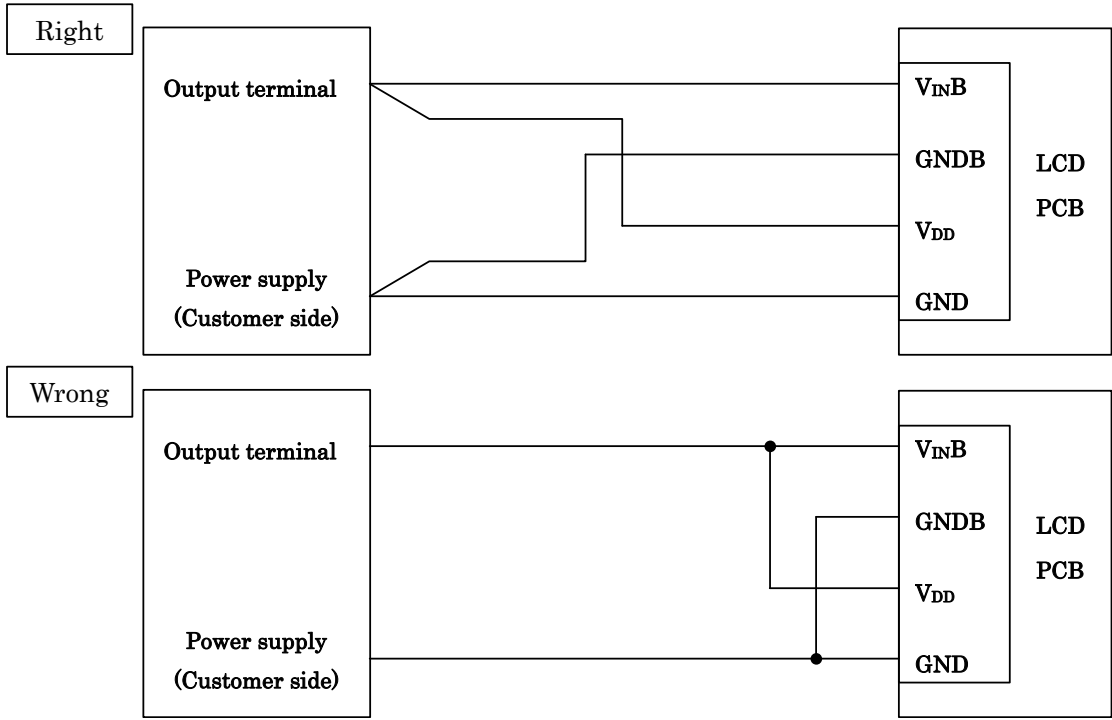 Right
Output terminal
Power supply
(Customer side)
VINB
GNDB
VDD
GND
LCD
PCB
Wrong
Output terminal
Power supply
(Customer side)
VINB
GNDB
VDD
GND
LCD
PCB